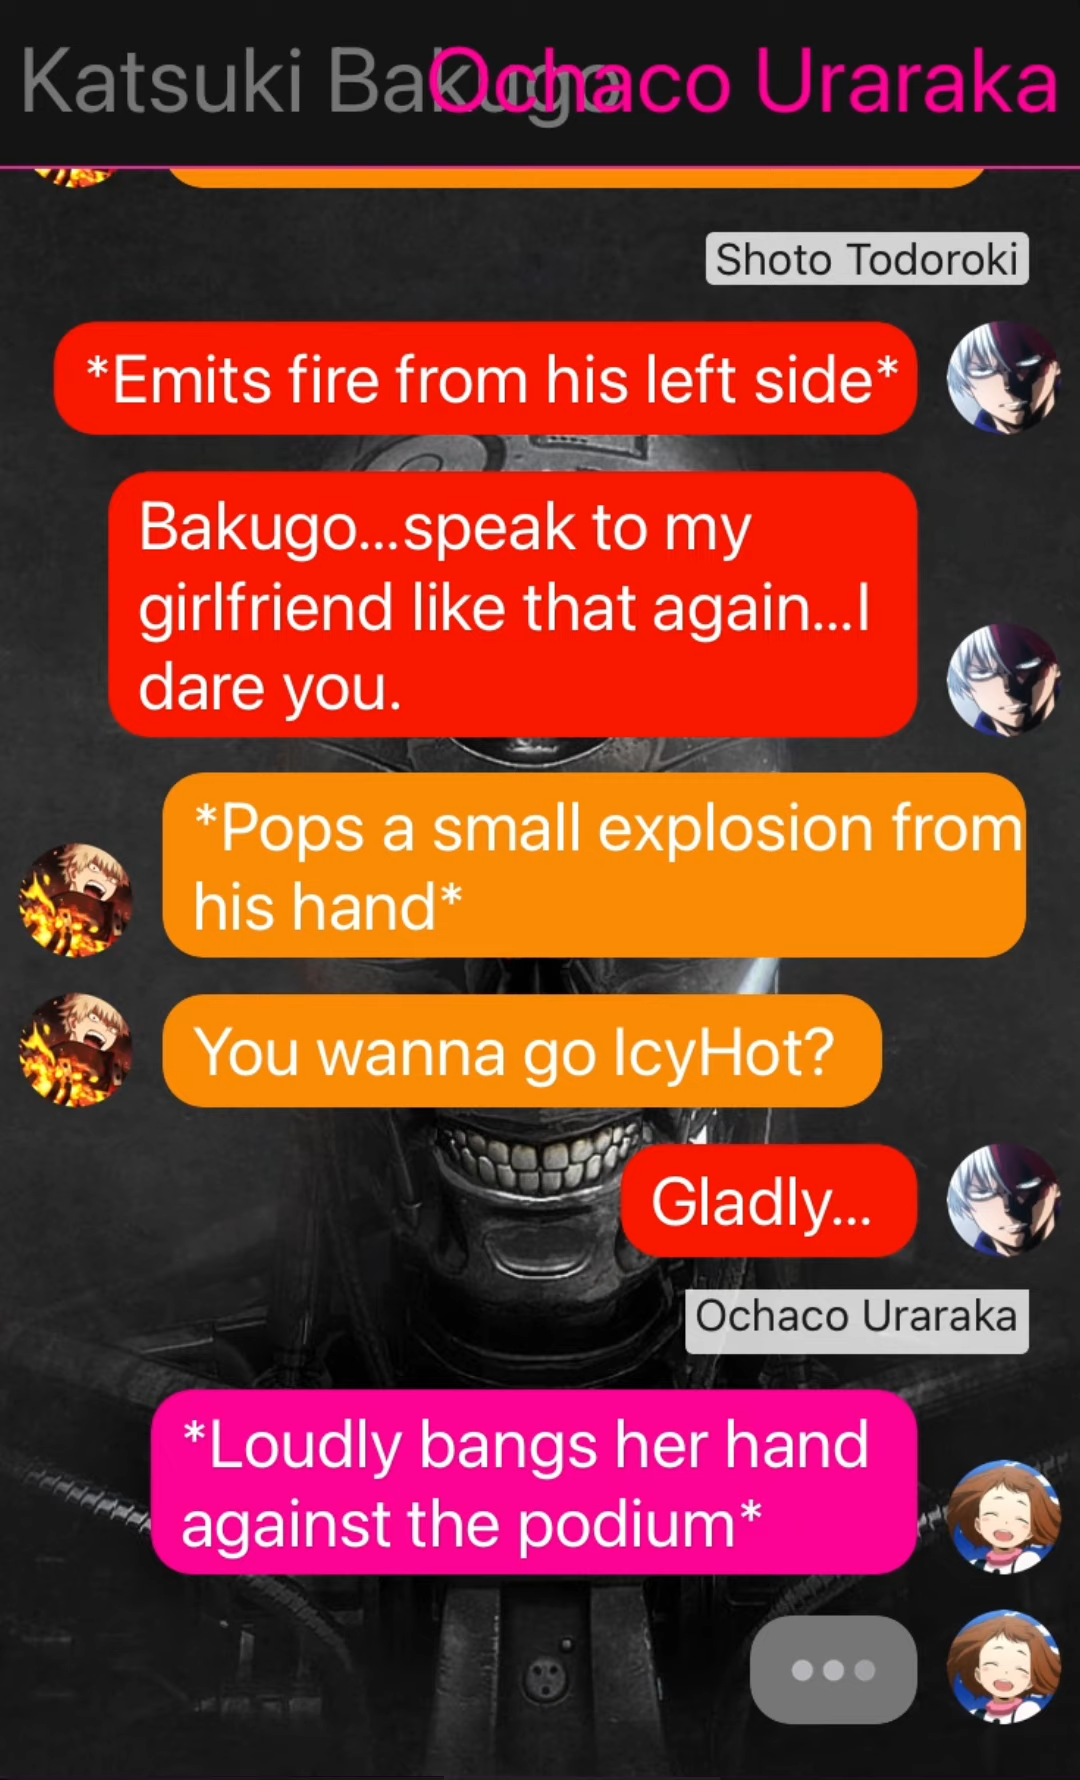 Katsuki Bakugo
Ochaco Uraraka
Shoto Todoroki
*Emits fire from his left side*
Bakugo...speak to my
girlfriend like that again...I
dare you.
*Pops a small explosion from
his hand*
You wanna go IcyHot?
Gladly...
Ochaco Uraraka
*Loudly bangs her hand
against the podium*